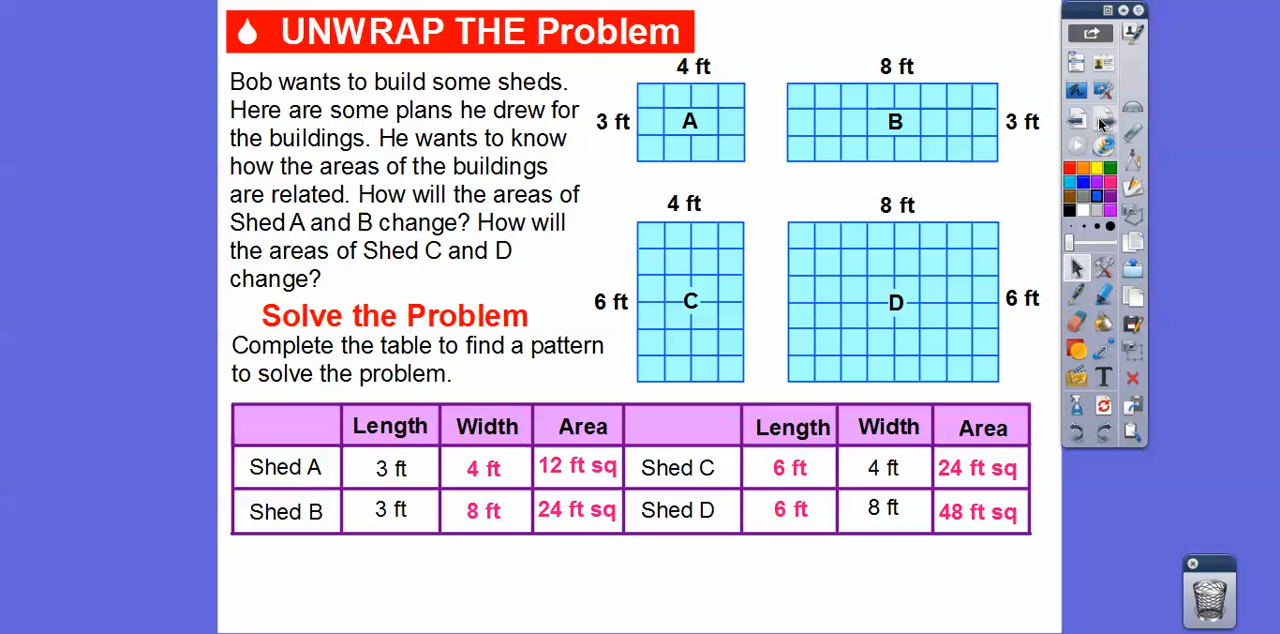 UNWRAP THE Problem
Bob wants to build some sheds.
Here are some plans he drew for
the buildings. He wants to know
how the areas of the buildings
are related. How will the areas of
Shed A and B change? How will
the areas of Shed C and D
change?
4 ft
3 ft
A
8 ft
B
3 ft
4 ft
6 ft
C
8 ft
D
6 ft
Solve the Problem
Complete the table to find a pattern
to solve the problem.
Length Width Area Length Width Area
Shed A 3 ft 4 ft 12 ft sq Shed C 6 ft 4 ft 24 ft sq
Shed B 3 ft 8 ft 24 ft sq Shed D 6 ft 8 ft 48 ft sq
T